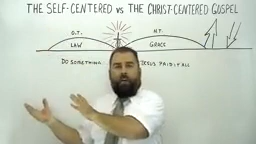 THE SELF-CENTERED vs THE CHRIST-CENTERED GOSPEL
O.T. N.T.
LAW GRACE
DO SOMETHING JESUS PAID IT ALL